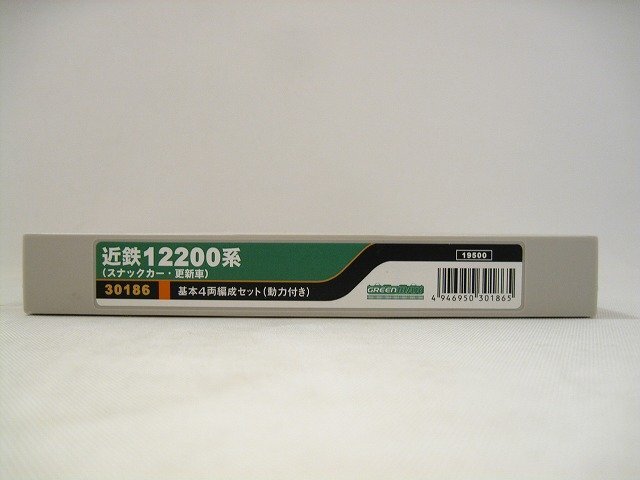 近鉄12200系
(スナックカー・更新車)
30186
基本4両編成セット(動力付き)
19500
GREENMAX
4 946950 301865